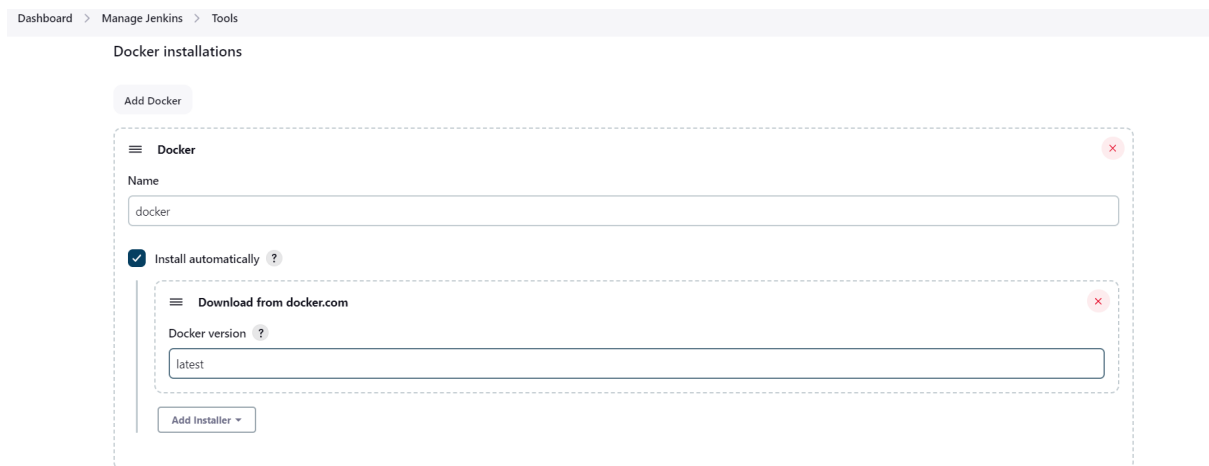 Dashboard > Manage Jenkins > Tools
Docker installations
Add Docker
Docker
Name
docker
Install automatically ?
Download from docker.com
Docker version ?
latest
Add Installer